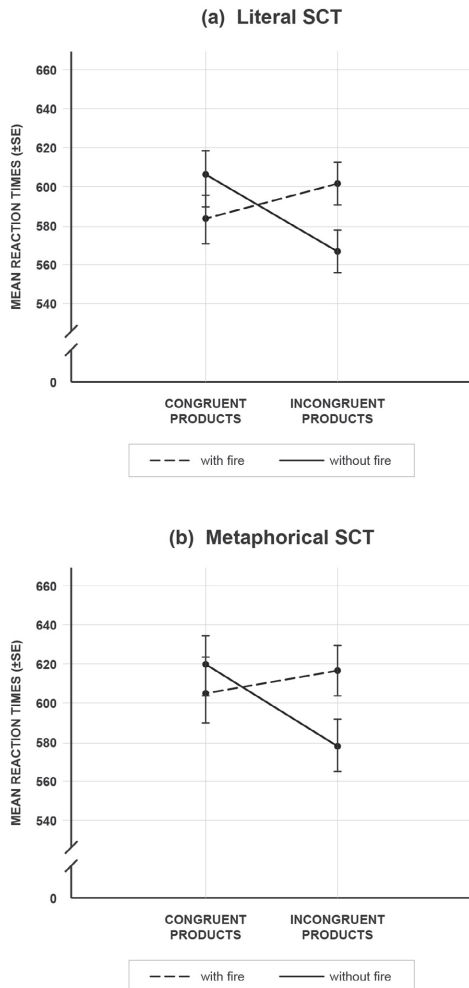 (a) Literal SCT
MEAN REACTION TIMES (±SE)
660
640
620
600
580
560
540
0
CONGRUENT PRODUCTS
INCONGRUENT PRODUCTS
with fire
without fire
(b) Metaphorical SCT
MEAN REACTION TIMES (±SE)
660
640
620
600
580
560
540
0
CONGRUENT PRODUCTS
INCONGRUENT PRODUCTS
with fire
without fire